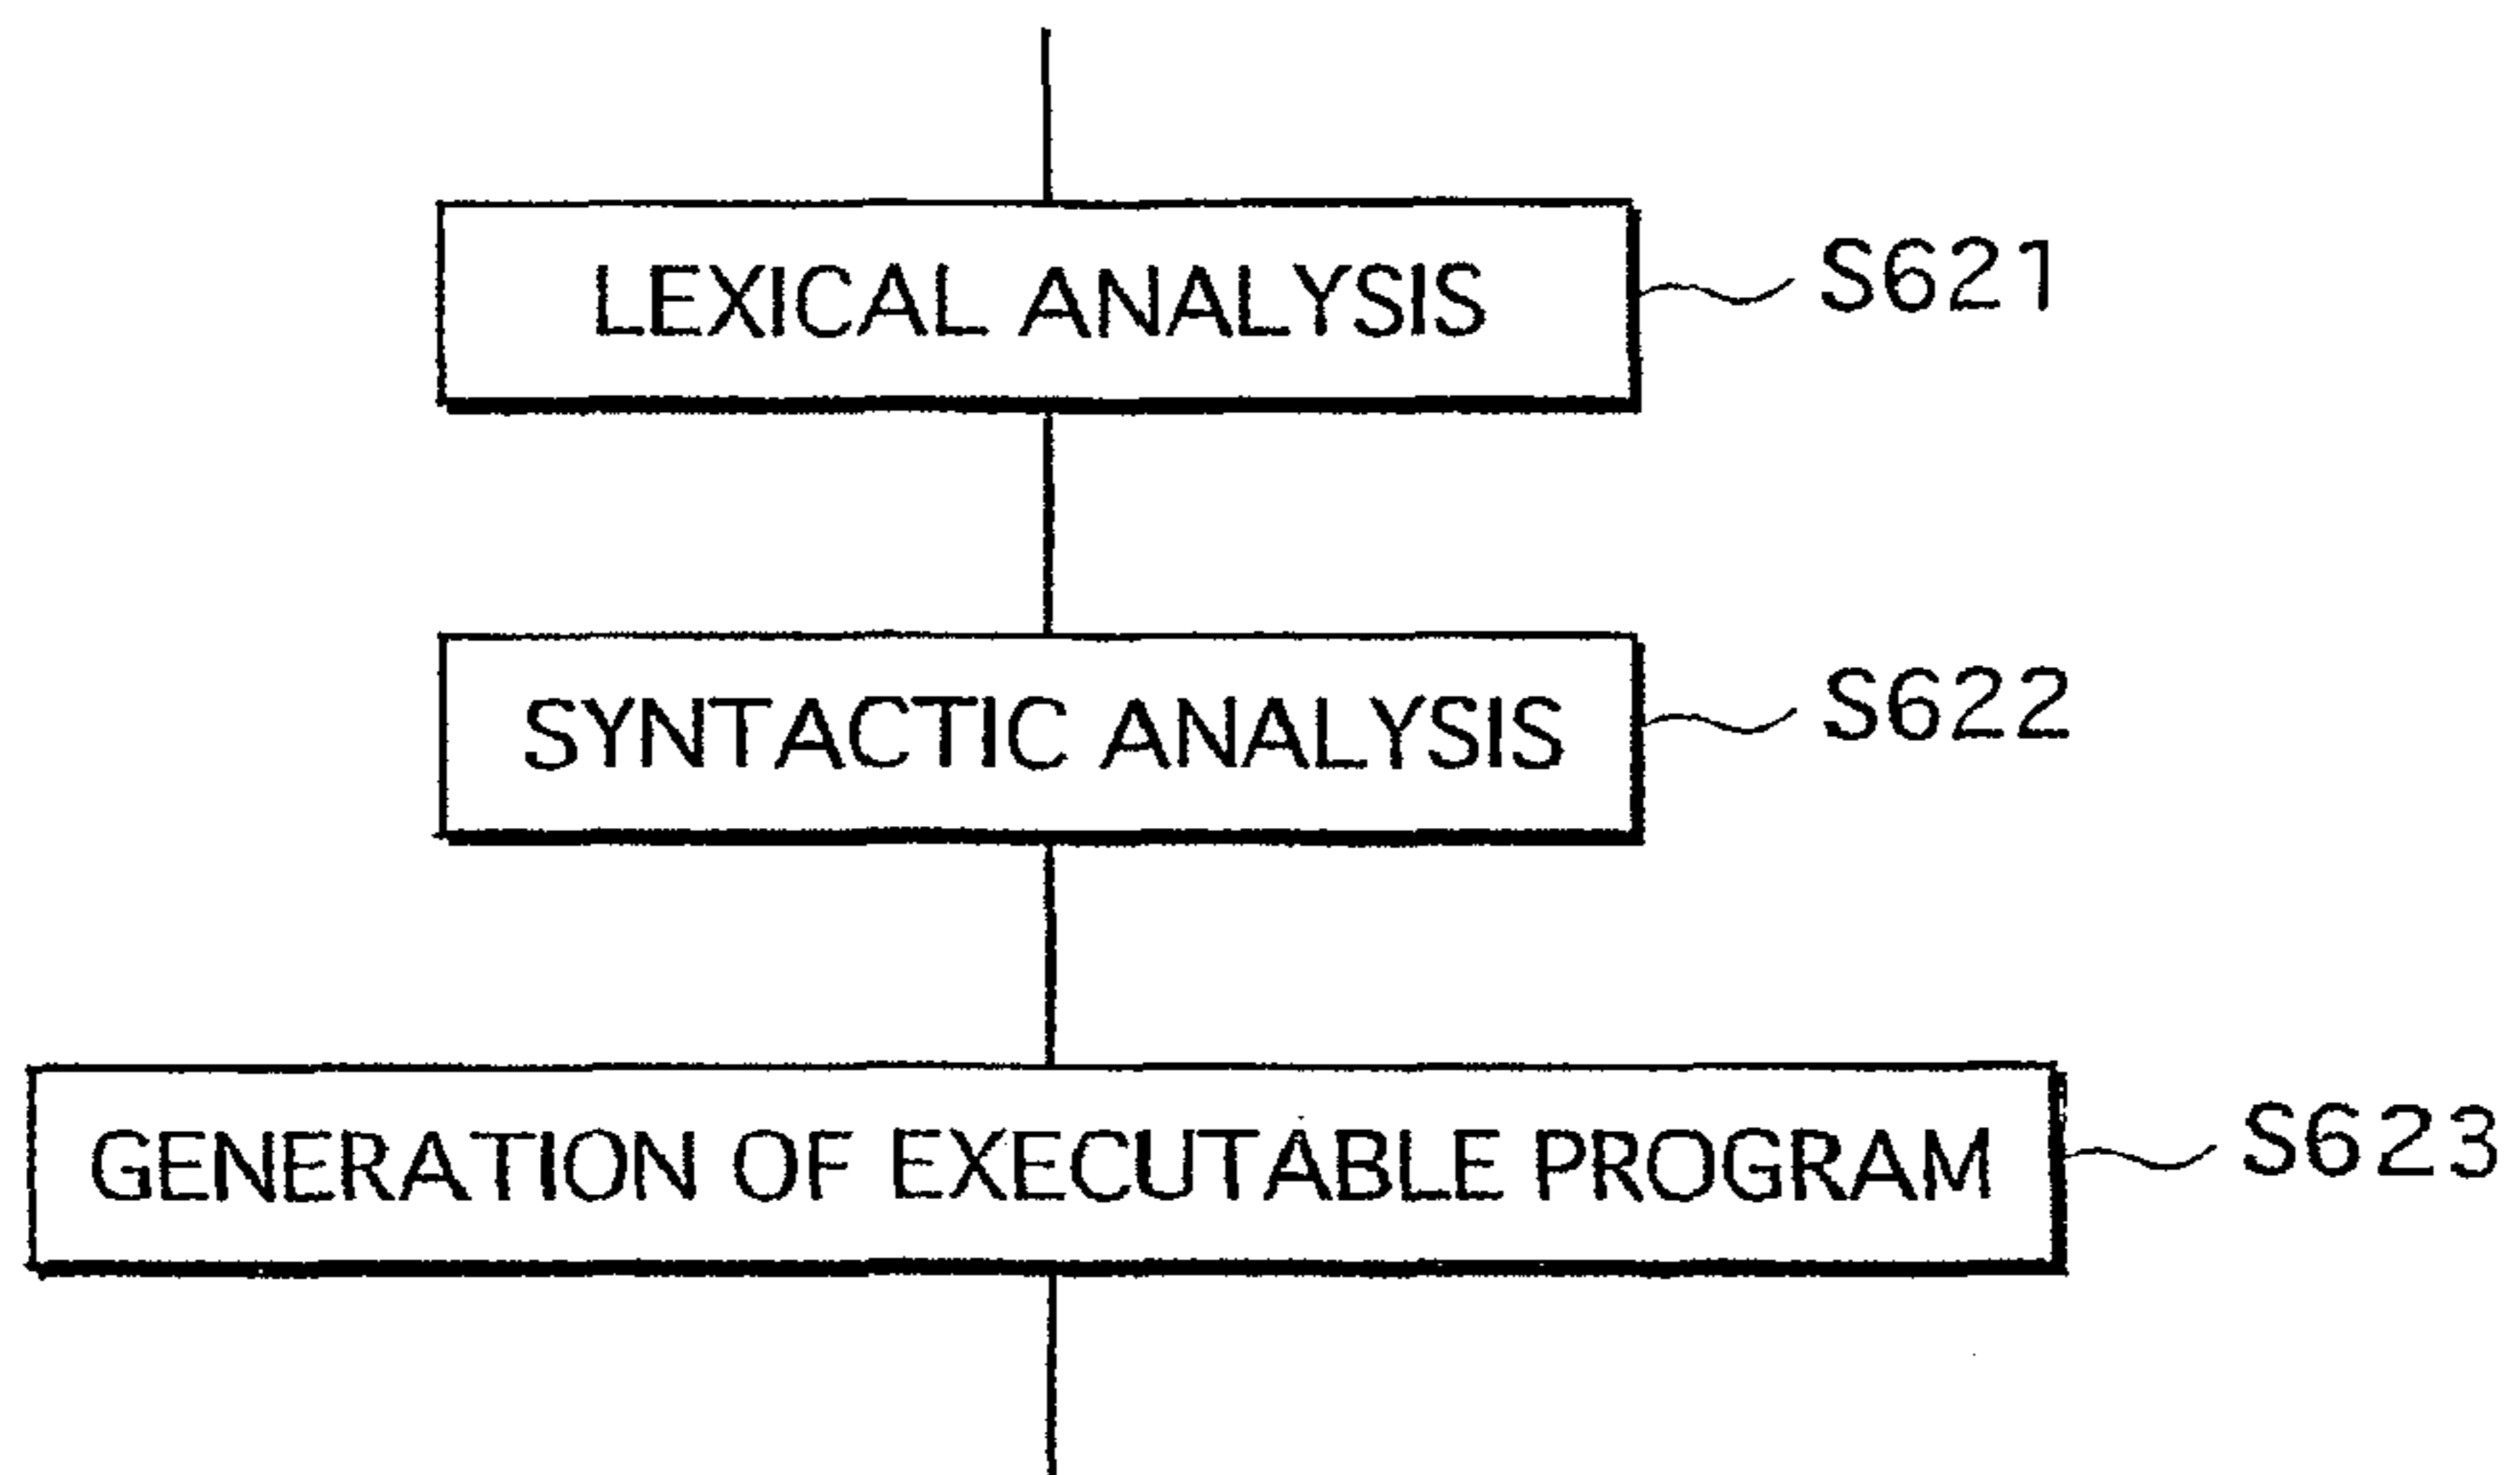 LEXICAL ANALYSIS S621
SYNTACTIC ANALYSIS S622
GENERATION OF EXECUTABLE PROGRAM S623